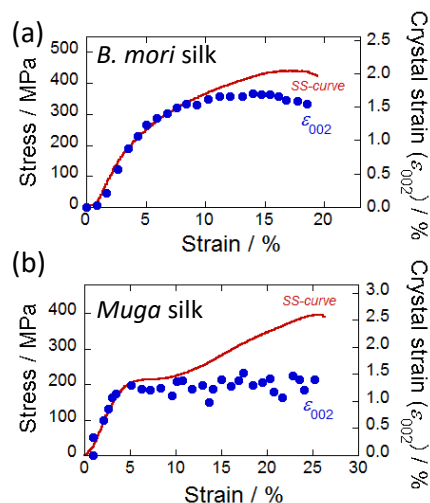 (a)
B. mori silk
SS-curve
ε002
500
400
300
200
100
0
Stress / MPa
2.5
2.0
1.5
1.0
0.5
0.0
Crystal strain (ε002) / %
0 5 10 15 20
Strain / %
(b)
Muga silk
SS-curve
ε002
400
300
200
100
0
Stress / MPa
3.0
2.5
2.0
1.5
1.0
0.5
0.0
Crystal strain (ε002) / %
0 5 10 15 20 25 30
Strain / %